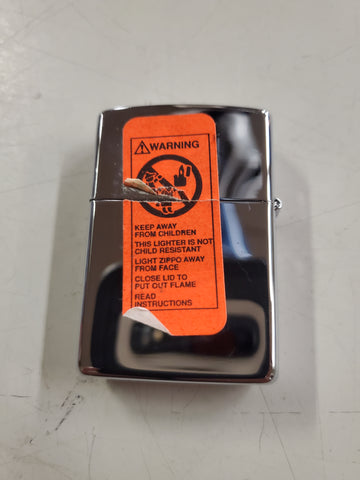 WARNING
KEEP AWAY
FROM CHILDREN
THIS LIGHTER IS NOT
CHILD RESISTANT
LIGHT ZIPPO AWAY
FROM FACE
CLOSE LID TO
PUT OUT FLAME
READ
INSTRUCTIONS